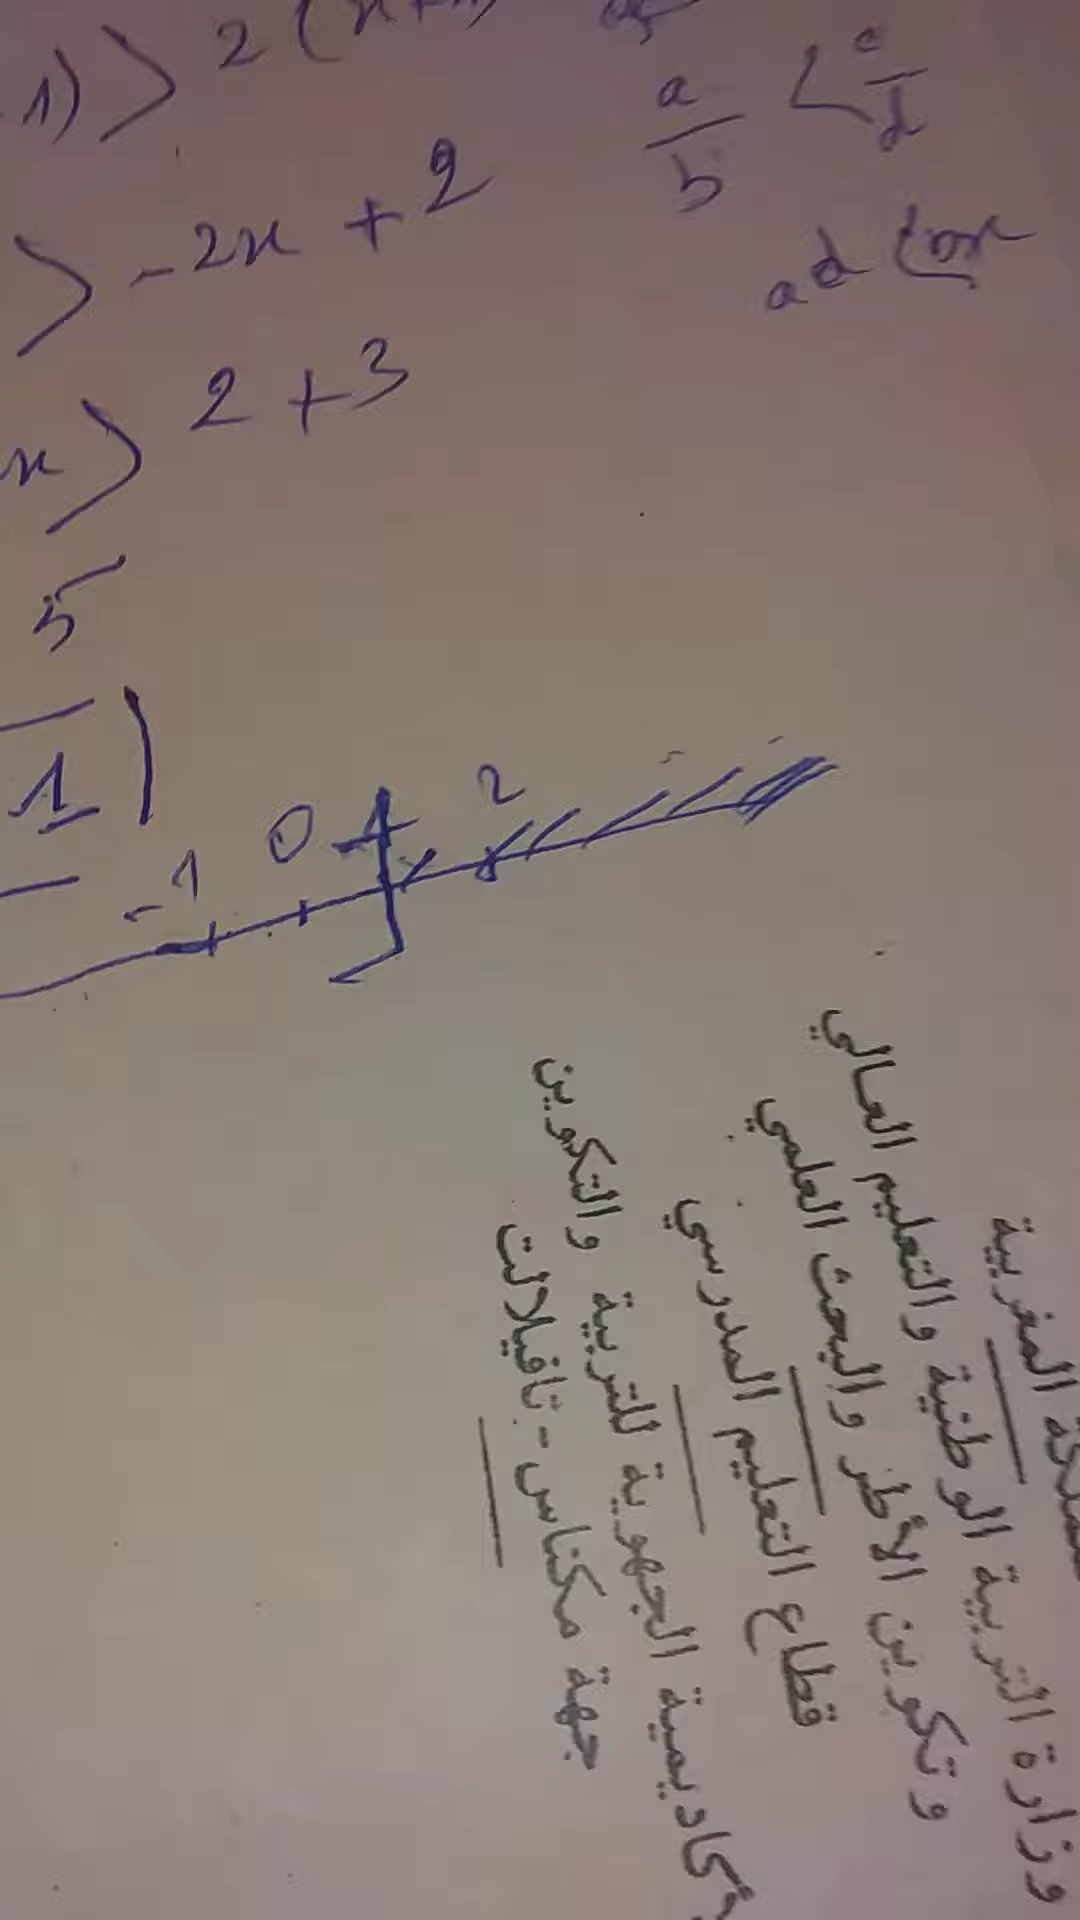 1) > 2 (x+
a/b < c/d
> -2x + 2
ad <
x > 2 + 3
5
1
-1 0 1 2
المغربية
وزارة التربية الوطنية والتعليم العالي
وتكوين الأطر والبحث العلمي
قطاع التعليم المدرسي
أكاديمية الجهوية للتربية والتكوين
جهة مكناس - تافيلالت